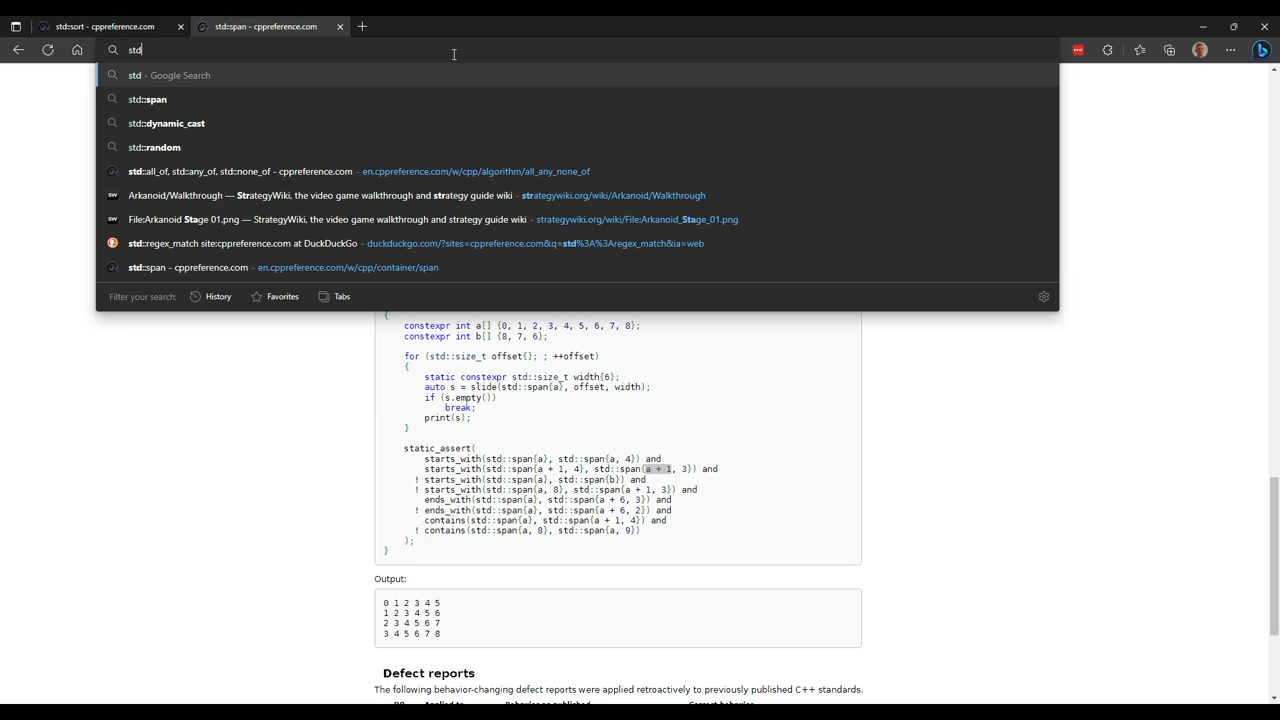 std::sort - cppreference.com
std::span - cppreference.com
std
std - Google Search
std::span
std::dynamic_cast
std::random
std::all_of, std::any_of, std::none_of - cppreference.com - en.cppreference.com/w/cpp/algorithm/all_any_none_of
Arkanoid/Walkthrough — StrategyWiki, the video game walkthrough and strategy guide wiki - strategywiki.org/wiki/Arkanoid/Walkthrough
File:Arkanoid Stage 01.png — StrategyWiki, the video game walkthrough and strategy guide wiki - strategywiki.org/wiki/File:Arkanoid_Stage_01.png
std::regex_match site:cppreference.com at DuckDuckGo - duckduckgo.com/?sites=cppreference.com&q=std%3A%3Aregex_match&ia=web
std::span - cppreference.com - en.cppreference.com/w/cpp/container/span
Filter your search: History Favorites Tabs
{
constexpr int a[] {0, 1, 2, 3, 4, 5, 6, 7, 8};
constexpr int b[] {8, 7, 6};
for (std::size_t offset{}; ; ++offset)
{
static constexpr std::size_t width{6};
auto s = slide(std::span{a}, offset, width);
if (s.empty())
break;
print(s);
}
static_assert(
starts_with(std::span{a}, std::span{a, 4}) and
starts_with(std::span{a + 1, 4}, std::span{a + 1, 3}) and
! starts_with(std::span{a}, std::span{b}) and
! starts_with(std::span{a, 8}, std::span{a + 1, 3}) and
ends_with(std::span{a}, std::span{a + 6, 3}) and
! ends_with(std::span{a}, std::span{a + 6, 2}) and
contains(std::span{a}, std::span{a + 1, 4}) and
! contains(std::span{a, 8}, std::span{a, 9})
);
}
Output:
0 1 2 3 4 5
1 2 3 4 5 6
2 3 4 5 6 7
3 4 5 6 7 8
Defect reports
The following behavior-changing defect reports were applied retroactively to previously published C++ standards.
DR Applied to Behavior as published Correct behavior